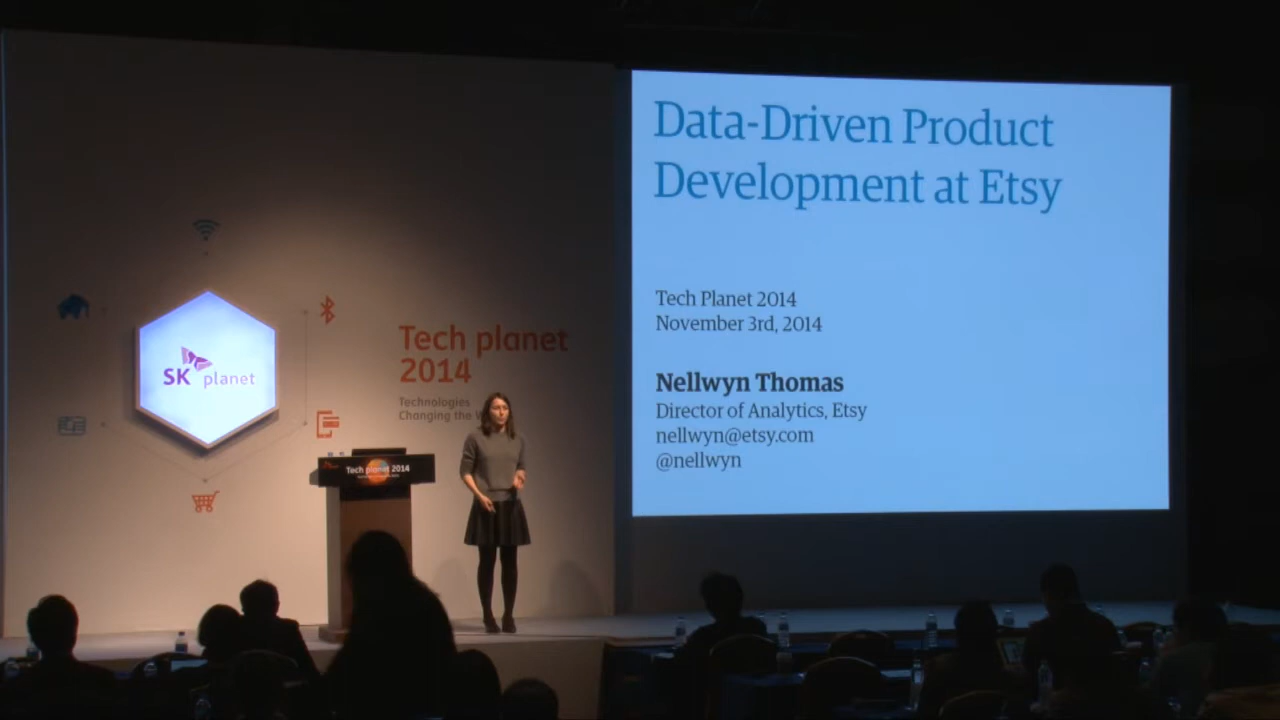 Data-Driven Product
Development at Etsy
Tech Planet 2014
November 3rd, 2014
Nellwyn Thomas
Director of Analytics, Etsy
nellwyn@etsy.com
@nellwyn
SK planet
Tech planet
2014
Technologies
Changing the
Tech planet 2014